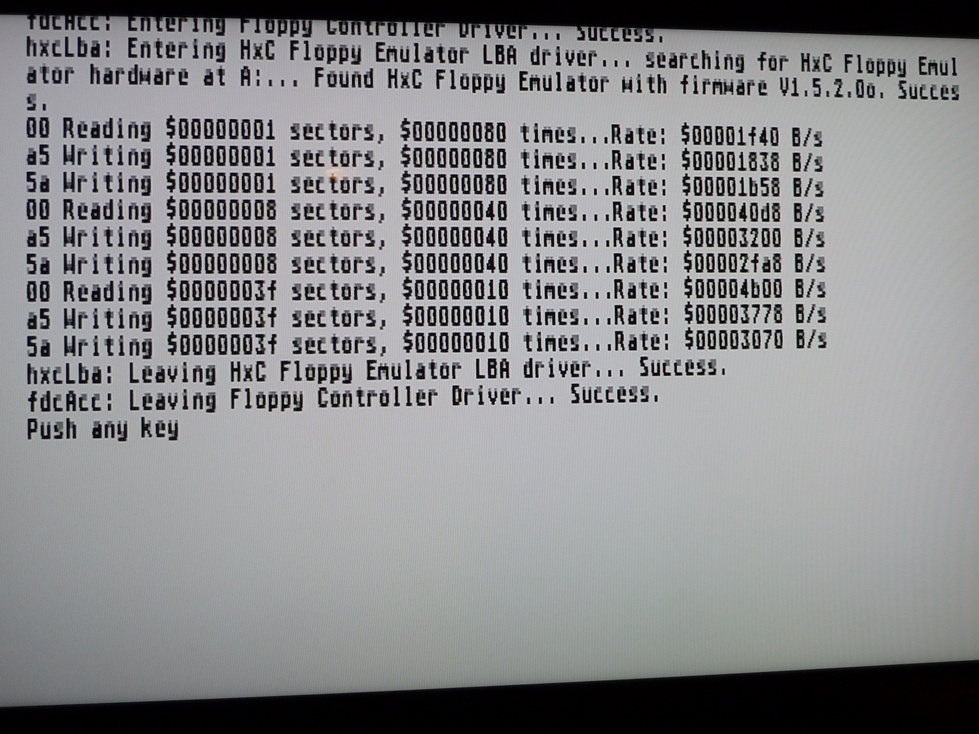 fdcAcc: Entering Floppy Controller Driver... Success.
hxcLba: Entering HxC Floppy Emulator LBA driver... searching for HxC Floppy Emul
ator hardware at A:... Found HxC Floppy Emulator with firmware V1.5.2.0o. Succes
s.
00 Reading $00000001 sectors, $00000080 times...Rate: $00001f40 B/s
a5 Writing $00000001 sectors, $00000080 times...Rate: $00001838 B/s
5a Writing $00000001 sectors, $00000080 times...Rate: $00001b58 B/s
00 Reading $00000008 sectors, $00000040 times...Rate: $000040d8 B/s
a5 Writing $00000008 sectors, $00000040 times...Rate: $00003200 B/s
5a Writing $00000008 sectors, $00000040 times...Rate: $00002fa8 B/s
00 Reading $0000003f sectors, $00000010 times...Rate: $00004b00 B/s
a5 Writing $0000003f sectors, $00000010 times...Rate: $00003778 B/s
5a Writing $0000003f sectors, $00000010 times...Rate: $00003070 B/s
hxcLba: Leaving HxC Floppy Emulator LBA driver... Success.
fdcAcc: Leaving Floppy Controller Driver... Success.
Push any key